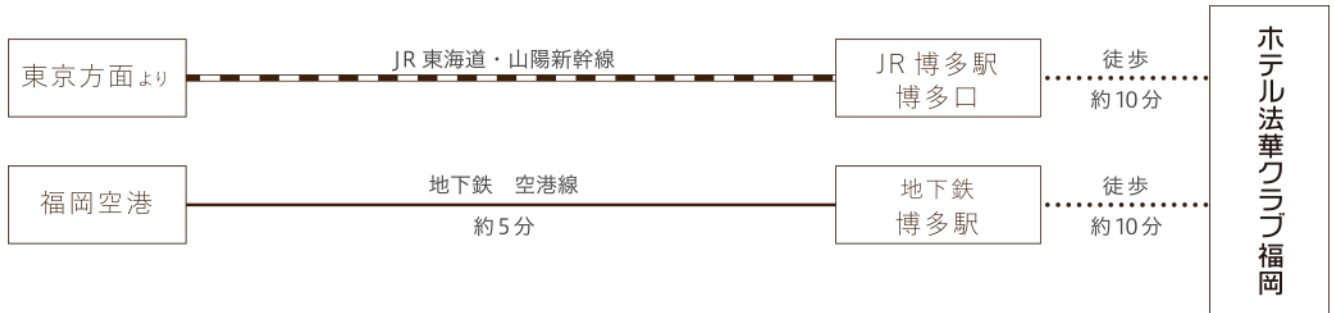 東京方面より
JR 東海道・山陽新幹線
JR 博多駅
博多口
徒歩
約10分
福岡空港
地下鉄　空港線
約5分
地下鉄
博多駅
徒歩
約10分
ホテル法華クラブ福岡